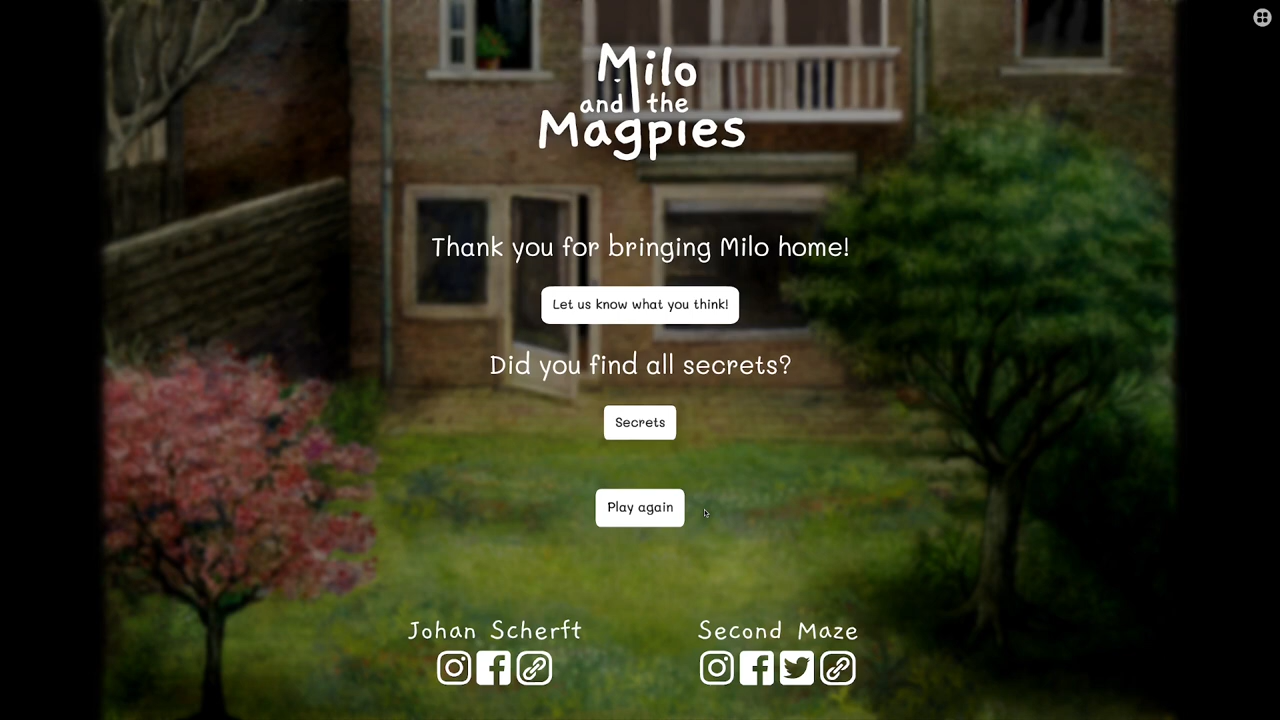 Milo
and the
Magpies
Thank you for bringing Milo home!
Let us know what you think!
Did you find all secrets?
Secrets
Play again
Johan Scherft
Second Maze